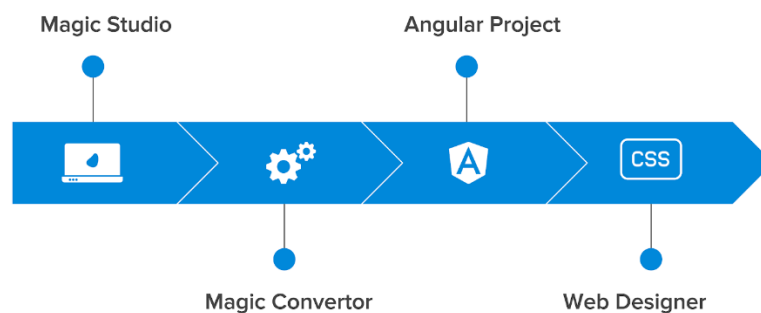 Magic Studio
Angular Project
A
CSS
Magic Convertor
Web Designer